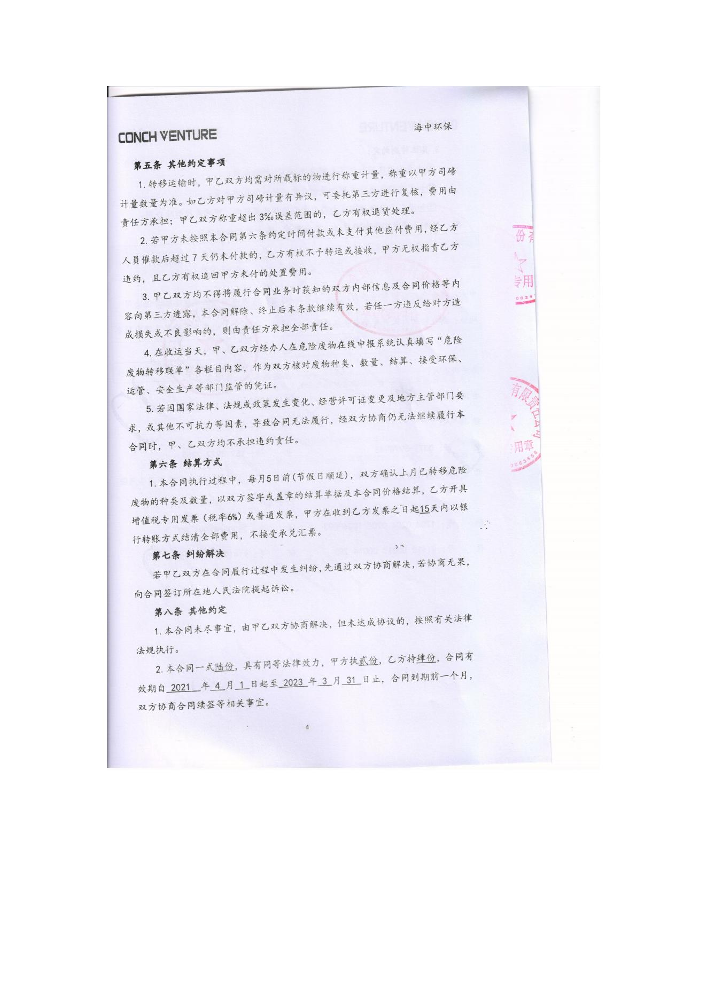 CONCH VENTURE
海中环保
第五条 其他约定事项
1.转移运输时，甲乙双方均需对所载标的物进行称重计量，称重以甲方司磅
计量数量为准。如乙方对甲方司磅计量有异议，可委托第三方进行复核，费用由
责任方承担；甲乙双方称重超出3‰误差范围的，乙方有权退货处理。
2.若甲方未按照本合同第六条约定时间付款或未支付其他应付费用，经乙方
人员催款后超过7天仍未付款的，乙方有权不予转运或接收，甲方无权指责乙方
违约，且乙方有权追回甲方未付的处置费用。
3.甲乙双方均不得将履行合同业务时获知的双方内部信息及合同价格等内
容向第三方透露，本合同解除、终止后本条款继续有效，若任一方违反给对方造
成损失或不良影响的，则由责任方承担全部责任。
4.在收运当天，甲、乙双方经办人在危险废物在线申报系统认真填写“危险
废物转移联单”各栏目内容，作为双方核对废物种类、数量、结算、接受环保、
运管、安全生产等部门监管的凭证。
5.若因国家法律、法规或政策发生变化、经营许可证变更及地方主管部门要
求，或其他不可抗力等因素，导致合同无法履行，经双方协商仍无法继续履行本
合同时，甲、乙双方均不承担违约责任。
第六条 结算方式
1.本合同执行过程中，每月5日前(节假日顺延)，双方确认上月已转移危险
废物的种类及数量，以双方签字或盖章的结算单据及本合同价格结算，乙方开具
增值税专用发票（税率6%）或普通发票，甲方在收到乙方发票之日起15天内以银
行转账方式结清全部费用，不接受承兑汇票。
第七条 纠纷解决
若甲乙双方在合同履行过程中发生纠纷，先通过双方协商解决，若协商无果，
向合同签订所在地人民法院提起诉讼。
第八条 其他约定
1.本合同未尽事宜，由甲乙双方协商解决，但未达成协议的，按照有关法律
法规执行。
2.本合同一式陆份，具有同等法律效力，甲方执贰份，乙方持肆份，合同有
效期自 2021 年 4 月 1 日起至 2023 年 3 月 31 日止，合同到期前一个月，
双方协商合同续签等相关事宜。
4
份有
专用
0024
有限责任公司
专用章
0063556